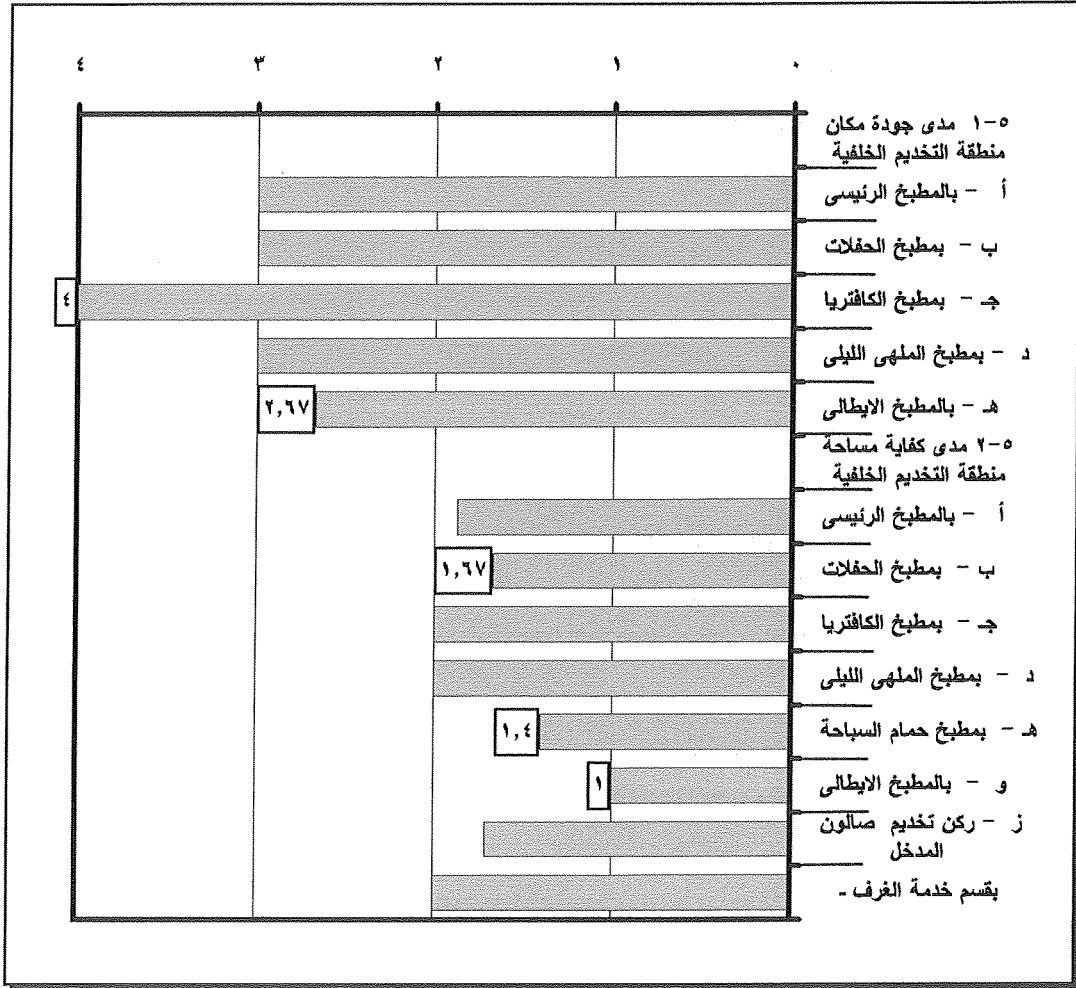 ٠ ١ ٢ ٣ ٤
٥-١ مدى جودة مكان
منطقة التخديم الخلفية
أ - بالمطبخ الرئيسى
ب - بمطبخ الحفلات
جـ - بمطبخ الكافتريا
٤
د - بمطبخ الملهى الليلى
هـ - بالمطبخ الايطالى
٢,٦٧
٥-٢ مدى كفاية مساحة
منطقة التخديم الخلفية
أ - بالمطبخ الرئيسى
ب - بمطبخ الحفلات
١,٦٧
جـ - بمطبخ الكافتريا
د - بمطبخ الملهى الليلى
هـ - بمطبخ حمام السباحة
١,٤
و - بالمطبخ الايطالى
١
ز - ركن تخديم صالون
المدخل
بقسم خدمة الغرف -